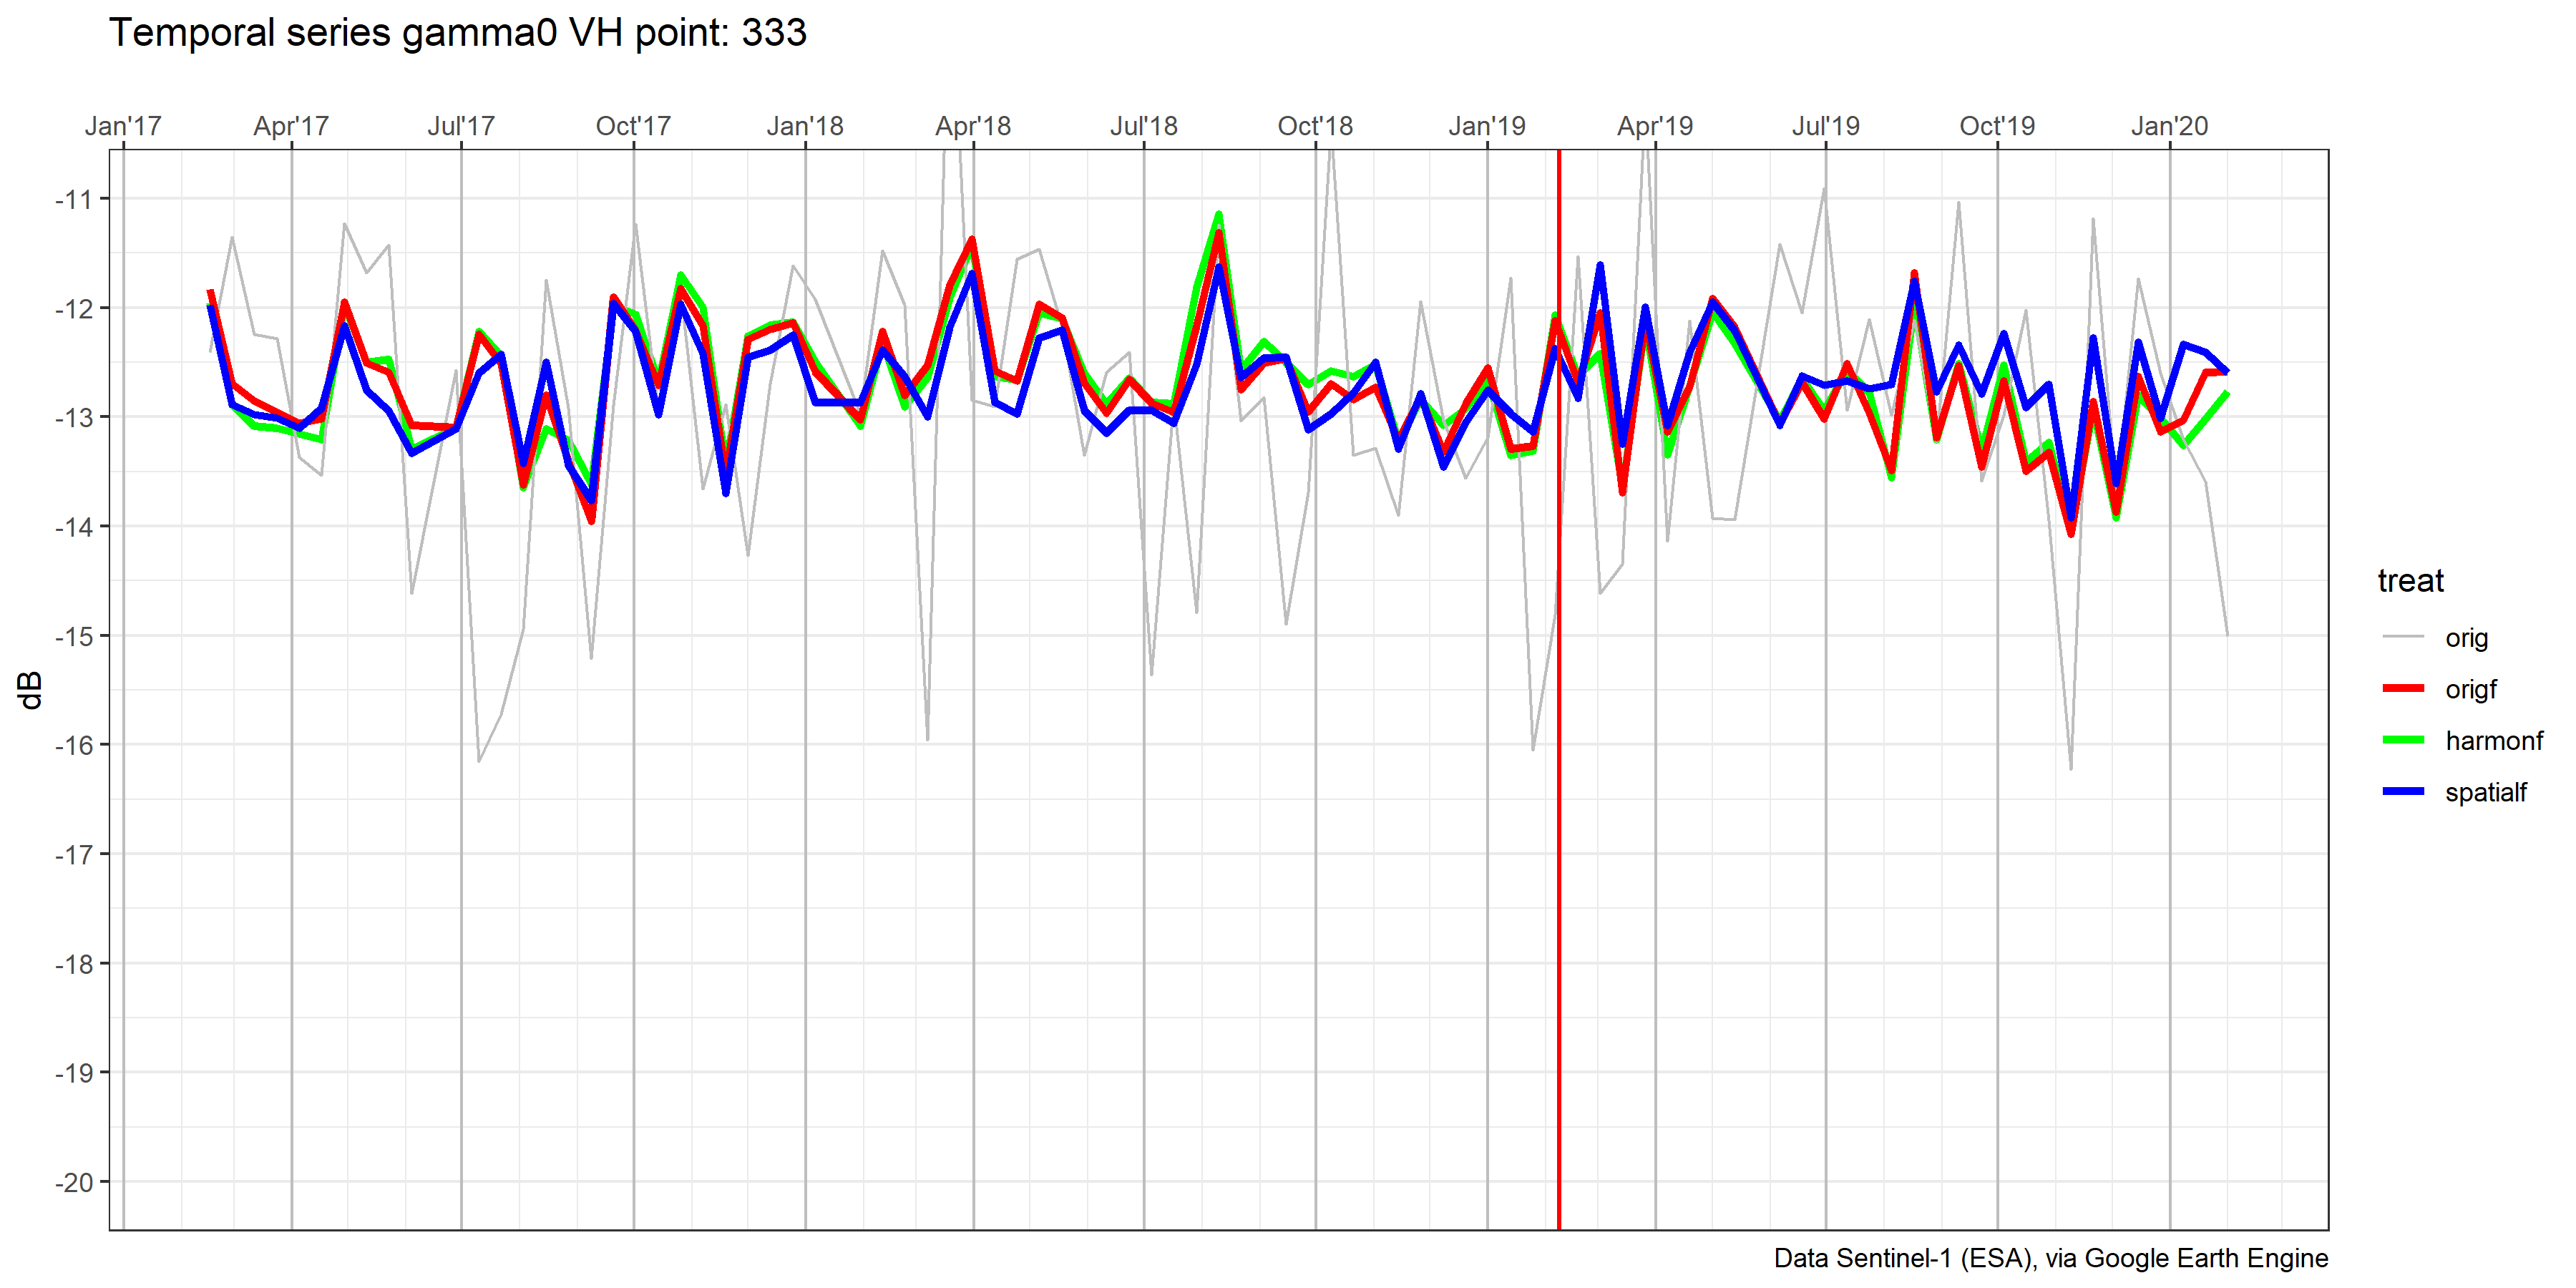 Temporal series gamma0 VH point: 333
Jan'17 Apr'17 Jul'17 Oct'17 Jan'18 Apr'18 Jul'18 Oct'18 Jan'19 Apr'19 Jul'19 Oct'19 Jan'20
-11
-12
-13
-14
-15
-16
-17
-18
-19
-20
dB
treat
orig
origf
harmonf
spatialf
Data Sentinel-1 (ESA), via Google Earth Engine